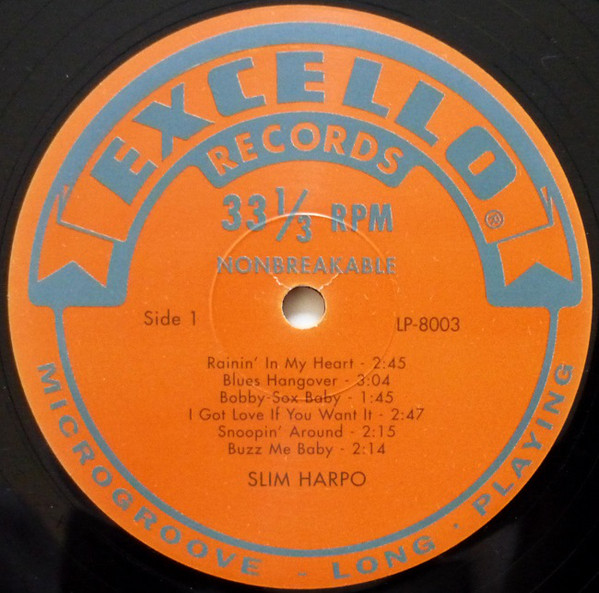 EXCELLO
®
RECORDS
33 1/3 RPM
NONBREAKABLE
Side 1
LP-8003
Rainin' In My Heart - 2:45
Blues Hangover - 3:04
Bobby-Sox Baby - 1:45
I Got Love If You Want It - 2:47
Snoopin' Around - 2:15
Buzz Me Baby - 2:14
SLIM HARPO
MICROGROOVE - LONG - PLAYING